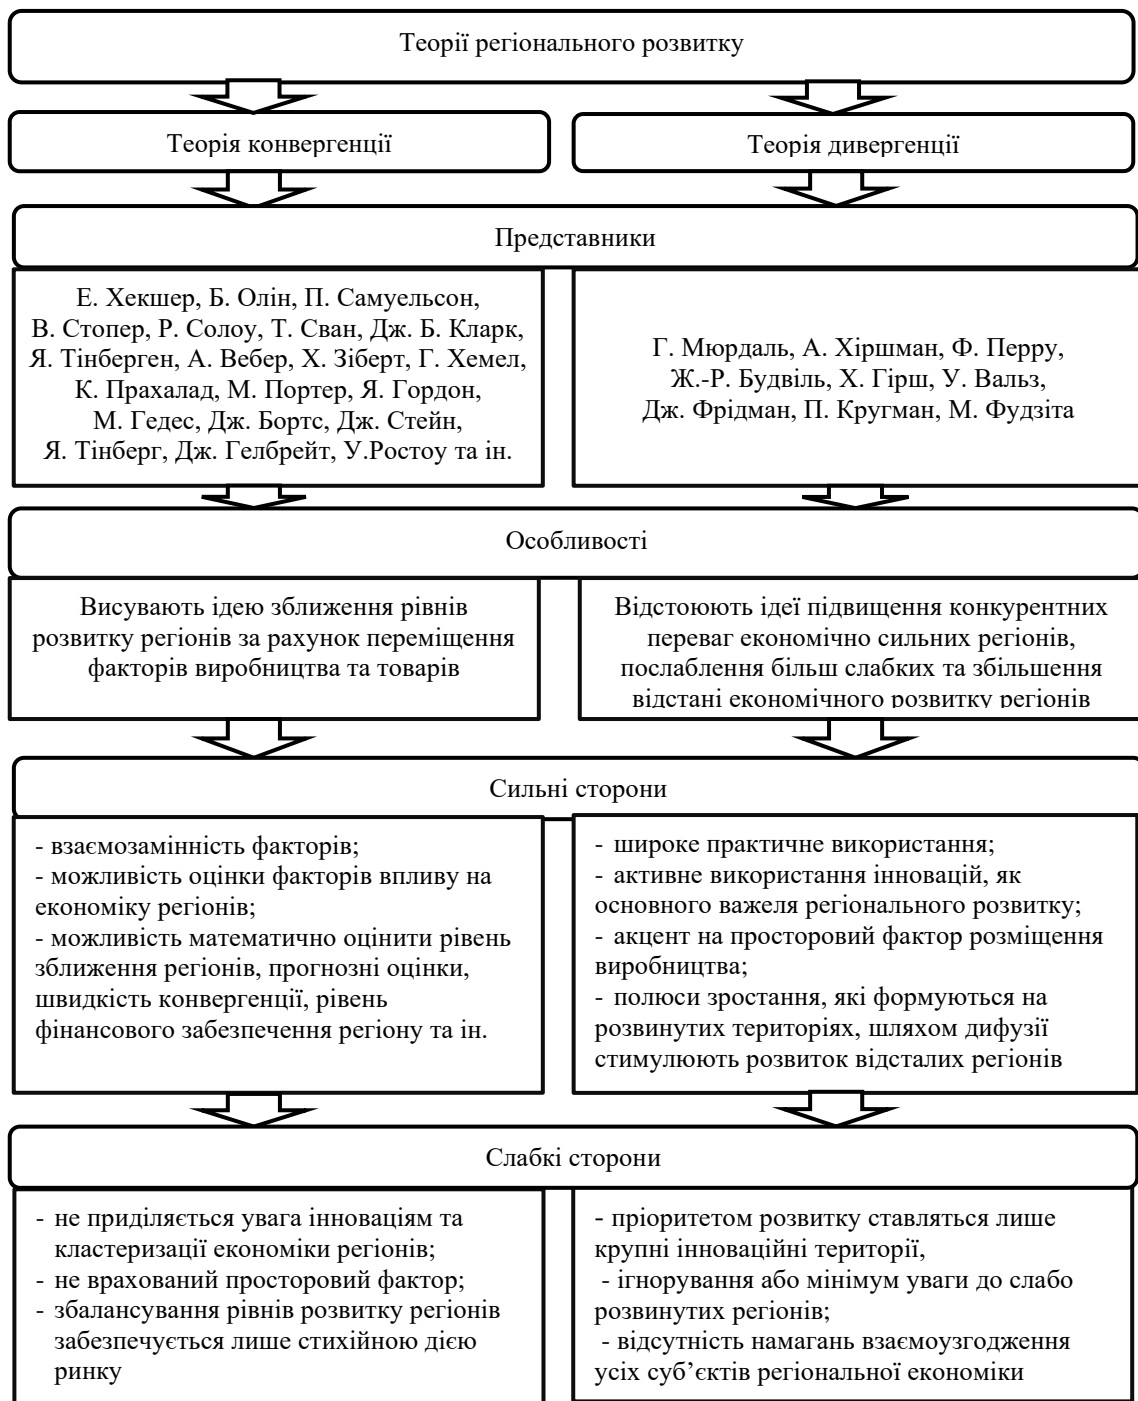 Теорії регіонального розвитку
Теорія конвергенції
Теорія дивергенції
Представники
Е. Хекшер, Б. Олін, П. Самуельсон,
В. Стопер, Р. Солоу, Т. Сван, Дж. Б. Кларк,
Я. Тінберген, А. Вебер, Х. Зіберт, Г. Хемел,
К. Прахалад, М. Портер, Я. Гордон,
М. Гедес, Дж. Бортс, Дж. Стейн,
Я. Тінберг, Дж. Гелбрейт, У.Ростоу та ін.
Г. Мюрдаль, А. Хіршман, Ф. Перру,
Ж.-Р. Будвіль, Х. Гірш, У. Вальз,
Дж. Фрідман, П. Кругман, М. Фудзіта
Особливості
Висувають ідею зближення рівнів
розвитку регіонів за рахунок переміщення
факторів виробництва та товарів
Відстоюють ідеї підвищення конкурентних
переваг економічно сильних регіонів,
послаблення більш слабких та збільшення
відстані економічного розвитку регіонів
Сильні сторони
- взаємозамінність факторів;
- можливість оцінки факторів впливу на
економіку регіонів;
- можливість математично оцінити рівень
зближення регіонів, прогнозні оцінки,
швидкість конвергенції, рівень
фінансового забезпечення регіону та ін.
- широке практичне використання;
- активне використання інновацій, як
основного важеля регіонального розвитку;
- акцент на просторовий фактор розміщення
виробництва;
- полюси зростання, які формуються на
розвинутих територіях, шляхом дифузії
стимулюють розвиток відсталих регіонів
Слабкі сторони
- не приділяється увага інноваціям та
кластеризації економіки регіонів;
- не врахований просторовий фактор;
- збалансування рівнів розвитку регіонів
забезпечується лише стихійною дією
ринку
- пріоритетом розвитку ставляться лише
крупні інноваційні території,
- ігнорування або мінімум уваги до слабо
розвинутих регіонів;
- відсутність намагань взаємоузгодження
усіх суб’єктів регіональної економіки